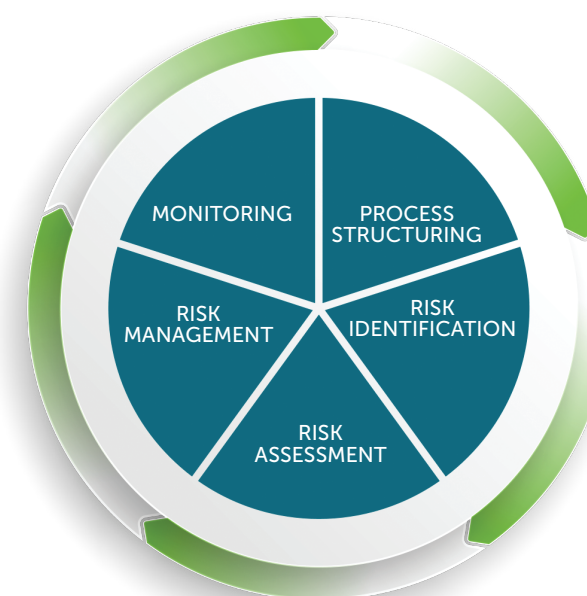 MONITORING
PROCESS
STRUCTURING
RISK
IDENTIFICATION
RISK
MANAGEMENT
RISK
ASSESSMENT